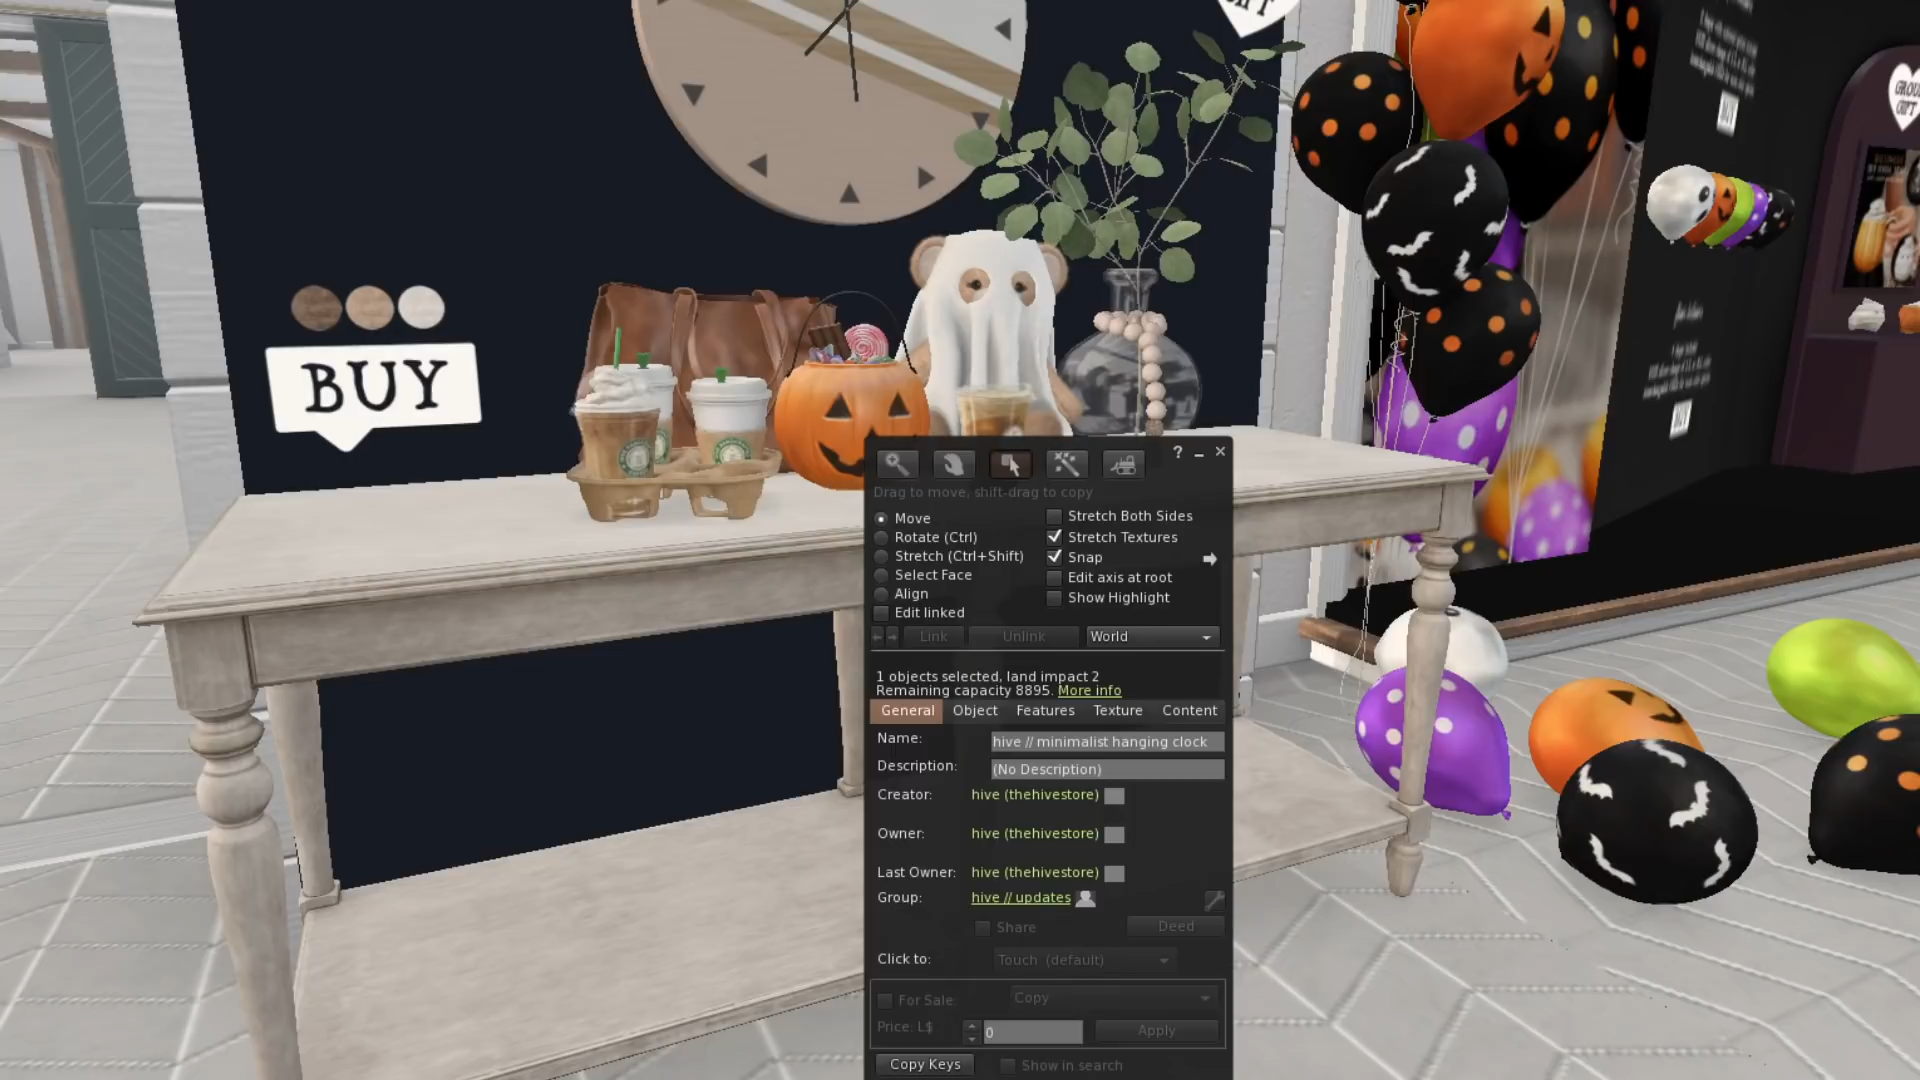 BUY
BUY
BUY
GROUP
GIFT
? _ ×
Drag to move, shift-drag to copy
Move
Rotate (Ctrl)
Stretch (Ctrl+Shift)
Select Face
Align
Edit linked
Stretch Both Sides
Stretch Textures
Snap
Edit axis at root
Show Highlight
Link Unlink World
1 objects selected, land impact 2
Remaining capacity 8895. More info
General Object Features Texture Content
Name: hive // minimalist hanging clock
Description: (No Description)
Creator: hive (thehivestore)
Owner: hive (thehivestore)
Last Owner: hive (thehivestore)
Group: hive // updates
Share Deed
Click to: Touch (default)
For Sale: Copy
Price: L$ 0 Apply
Copy Keys Show in search